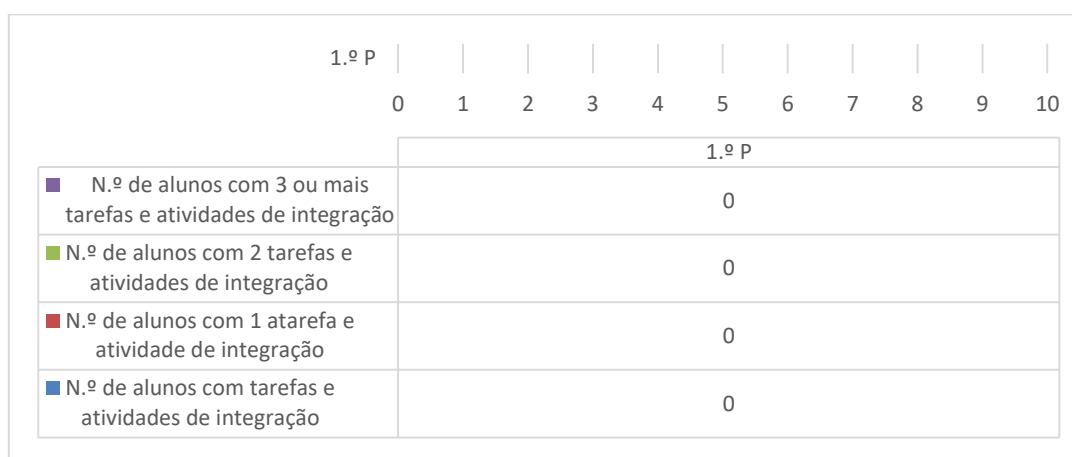 1.º P
0 1 2 3 4 5 6 7 8 9 10
1.º P
N.º de alunos com 3 ou mais
tarefas e atividades de integração
0
N.º de alunos com 2 tarefas e
atividades de integração
0
N.º de alunos com 1 atarefa e
atividade de integração
0
N.º de alunos com tarefas e
atividades de integração
0